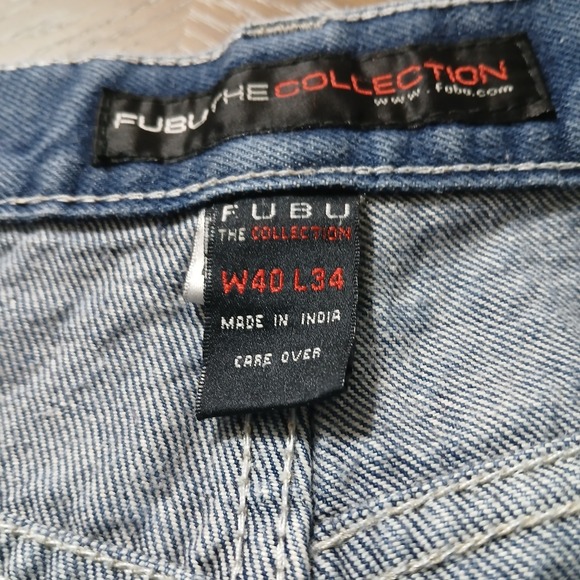 FUBU THE COLLECTION
www.Fubu.com
FUBU
THE COLLECTION
W40 L34
MADE IN INDIA
CARE OVER